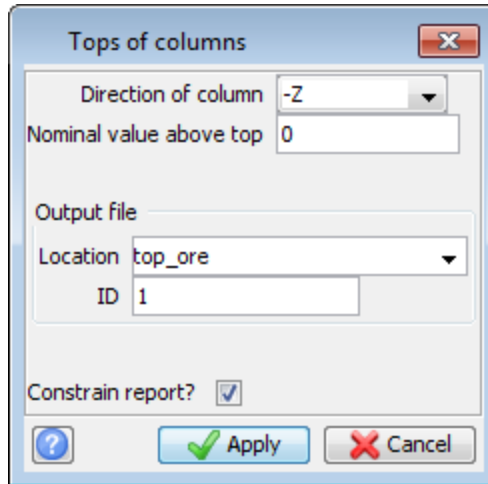 Tops of columns
Direction of column -Z
Nominal value above top 0
Output file
Location top_ore
ID 1
Constrain report?
? Apply Cancel